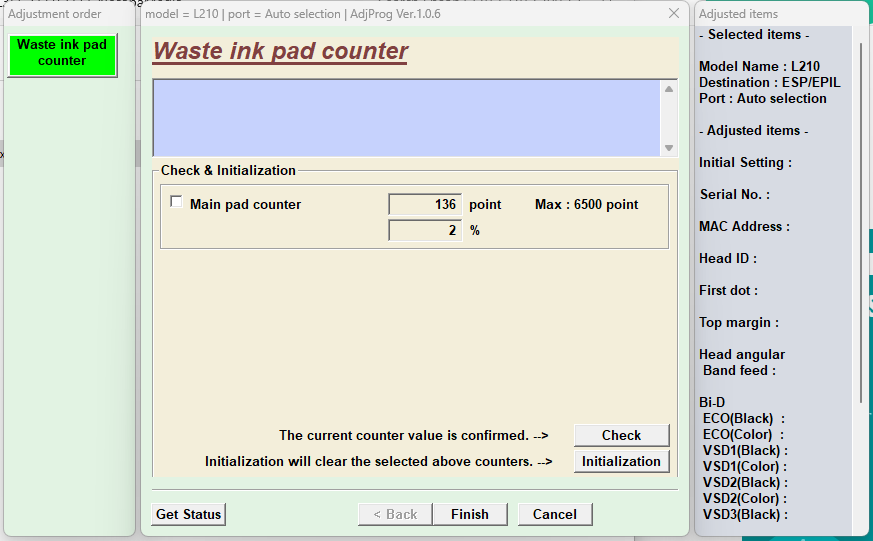 Adjustment order
Waste ink pad
counter
model = L210 | port = Auto selection | AdjProg Ver.1.0.6
Waste ink pad counter
Check & Initialization
Main pad counter
136 point Max : 6500 point
2 %
The current counter value is confirmed. -->
Check
Initialization will clear the selected above counters. -->
Initialization
Get Status
< Back
Finish
Cancel
Adjusted items
- Selected items -
Model Name : L210
Destination : ESP/EPIL
Port : Auto selection
- Adjusted items -
Initial Setting :
Serial No. :
MAC Address :
Head ID :
First dot :
Top margin :
Head angular
Band feed :
Bi-D
ECO(Black) :
ECO(Color) :
VSD1(Black) :
VSD1(Color) :
VSD2(Black) :
VSD2(Color) :
VSD3(Black) :